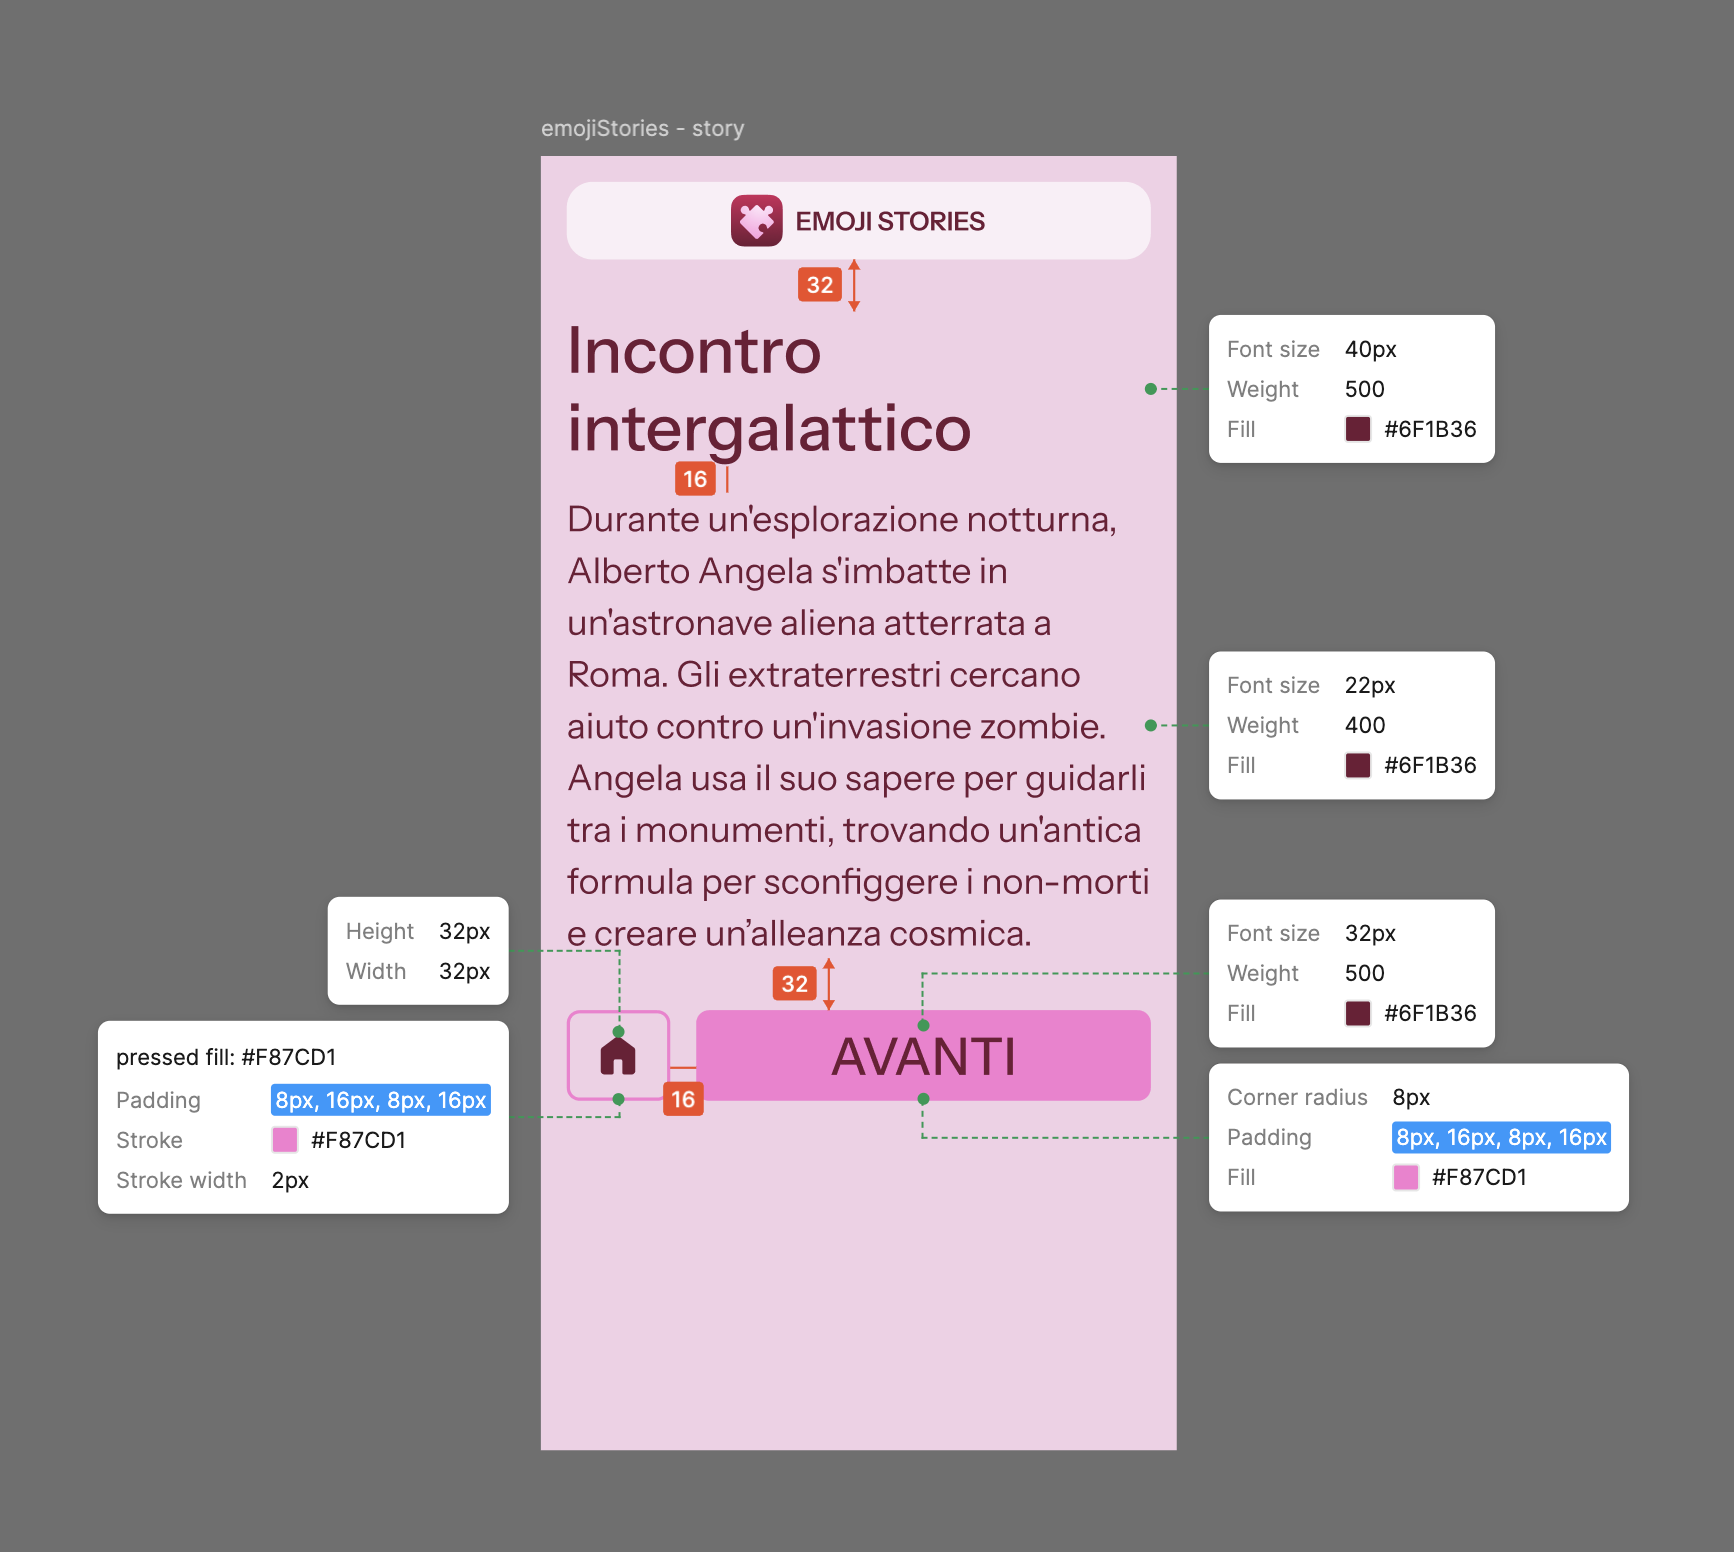 emojiStories - story
EMOJI STORIES
32
Incontro
intergalattico
16
Durante un'esplorazione notturna,
Alberto Angela s'imbatte in
un'astronave aliena atterrata a
Roma. Gli extraterrestri cercano
aiuto contro un'invasione zombie.
Angela usa il suo sapere per guidarli
tra i monumenti, trovando un'antica
formula per sconfiggere i non-morti
e creare un’alleanza cosmica.
32
AVANTI
16
Font size 40px
Weight 500
Fill #6F1B36
Font size 22px
Weight 400
Fill #6F1B36
Height 32px
Width 32px
Font size 32px
Weight 500
Fill #6F1B36
pressed fill: #F87CD1
Padding 8px, 16px, 8px, 16px
Stroke #F87CD1
Stroke width 2px
Corner radius 8px
Padding 8px, 16px, 8px, 16px
Fill #F87CD1